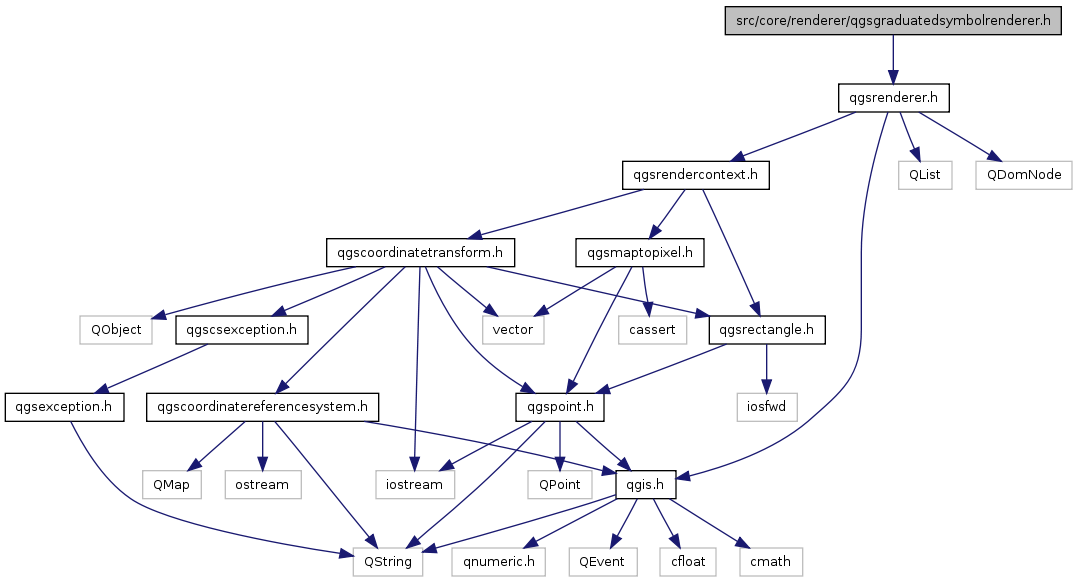 src/core/renderer/qgsgraduatedsymbolrenderer.h
qgsrenderer.h
qgsrendercontext.h
QList
QDomNode
qgscoordinatetransform.h
qgsmaptopixel.h
QObject
qgscsexception.h
vector
cassert
qgsrectangle.h
qgsexception.h
qgscoordinatereferencesystem.h
qgspoint.h
iosfwd
QMap
ostream
iostream
QPoint
qgis.h
QString
qnumeric.h
QEvent
cfloat
cmath